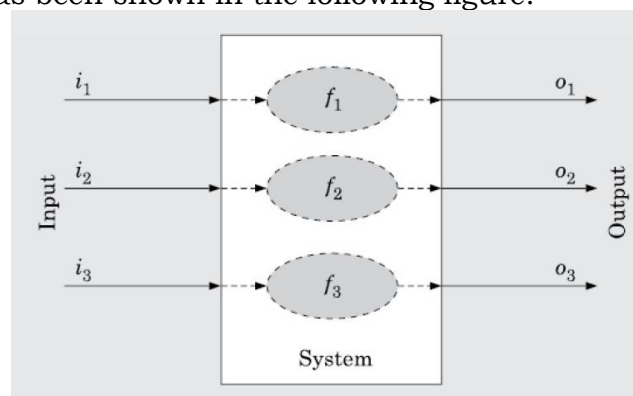 as been shown in the following figure.
i₁ f₁ o₁
Input
i₂ f₂ o₂
Output
i₃ f₃ o₃
System